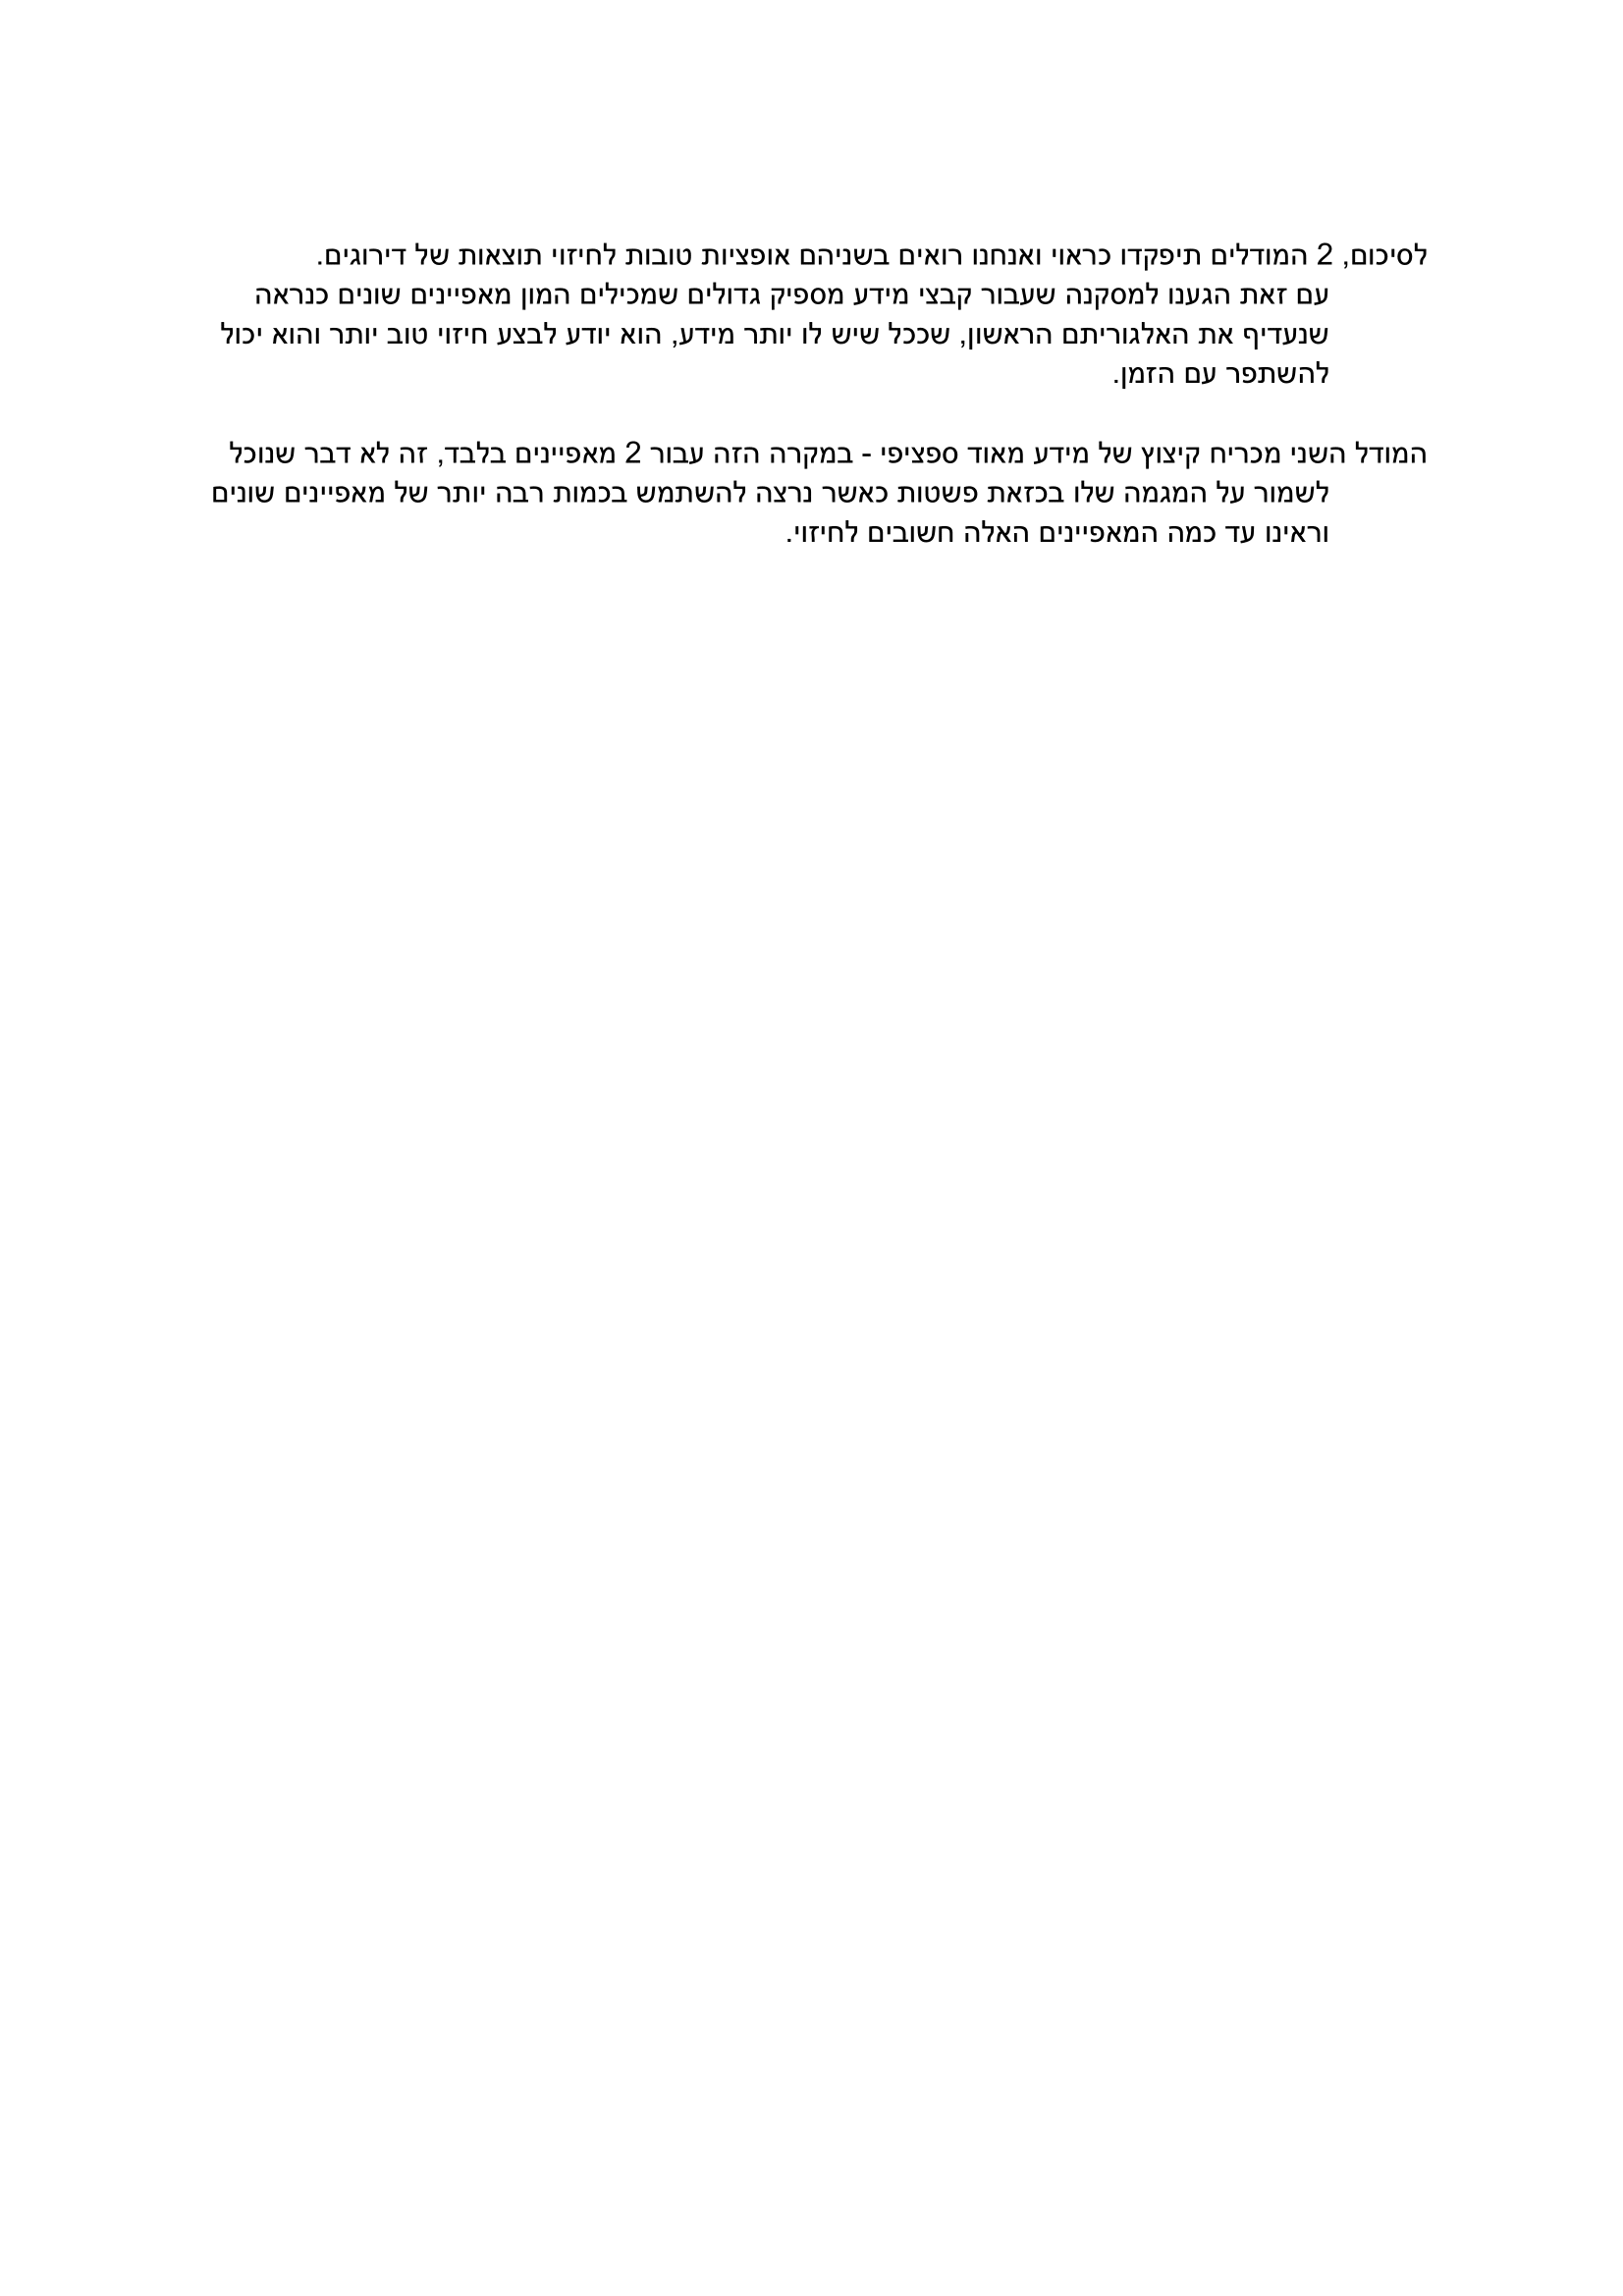 לסיכום, 2 המודלים תיפקדו כראוי ואנחנו רואים בשניהם אופציות טובות לחיזוי תוצאות של דירוגים.
עם זאת הגענו למסקנה שעבור קבצי מידע מספיק גדולים שמכילים המון מאפיינים שונים כנראה
שנעדיף את האלגוריתם הראשון, שככל שיש לו יותר מידע, הוא יודע לבצע חיזוי טוב יותר והוא יכול
להשתפר עם הזמן.
המודל השני מכריח קיצוץ של מידע מאוד ספציפי - במקרה הזה עבור 2 מאפיינים בלבד, זה לא דבר שנוכל
לשמור על המגמה שלו בכזאת פשטות כאשר נרצה להשתמש בכמות רבה יותר של מאפיינים שונים
וראינו עד כמה המאפיינים האלה חשובים לחיזוי.